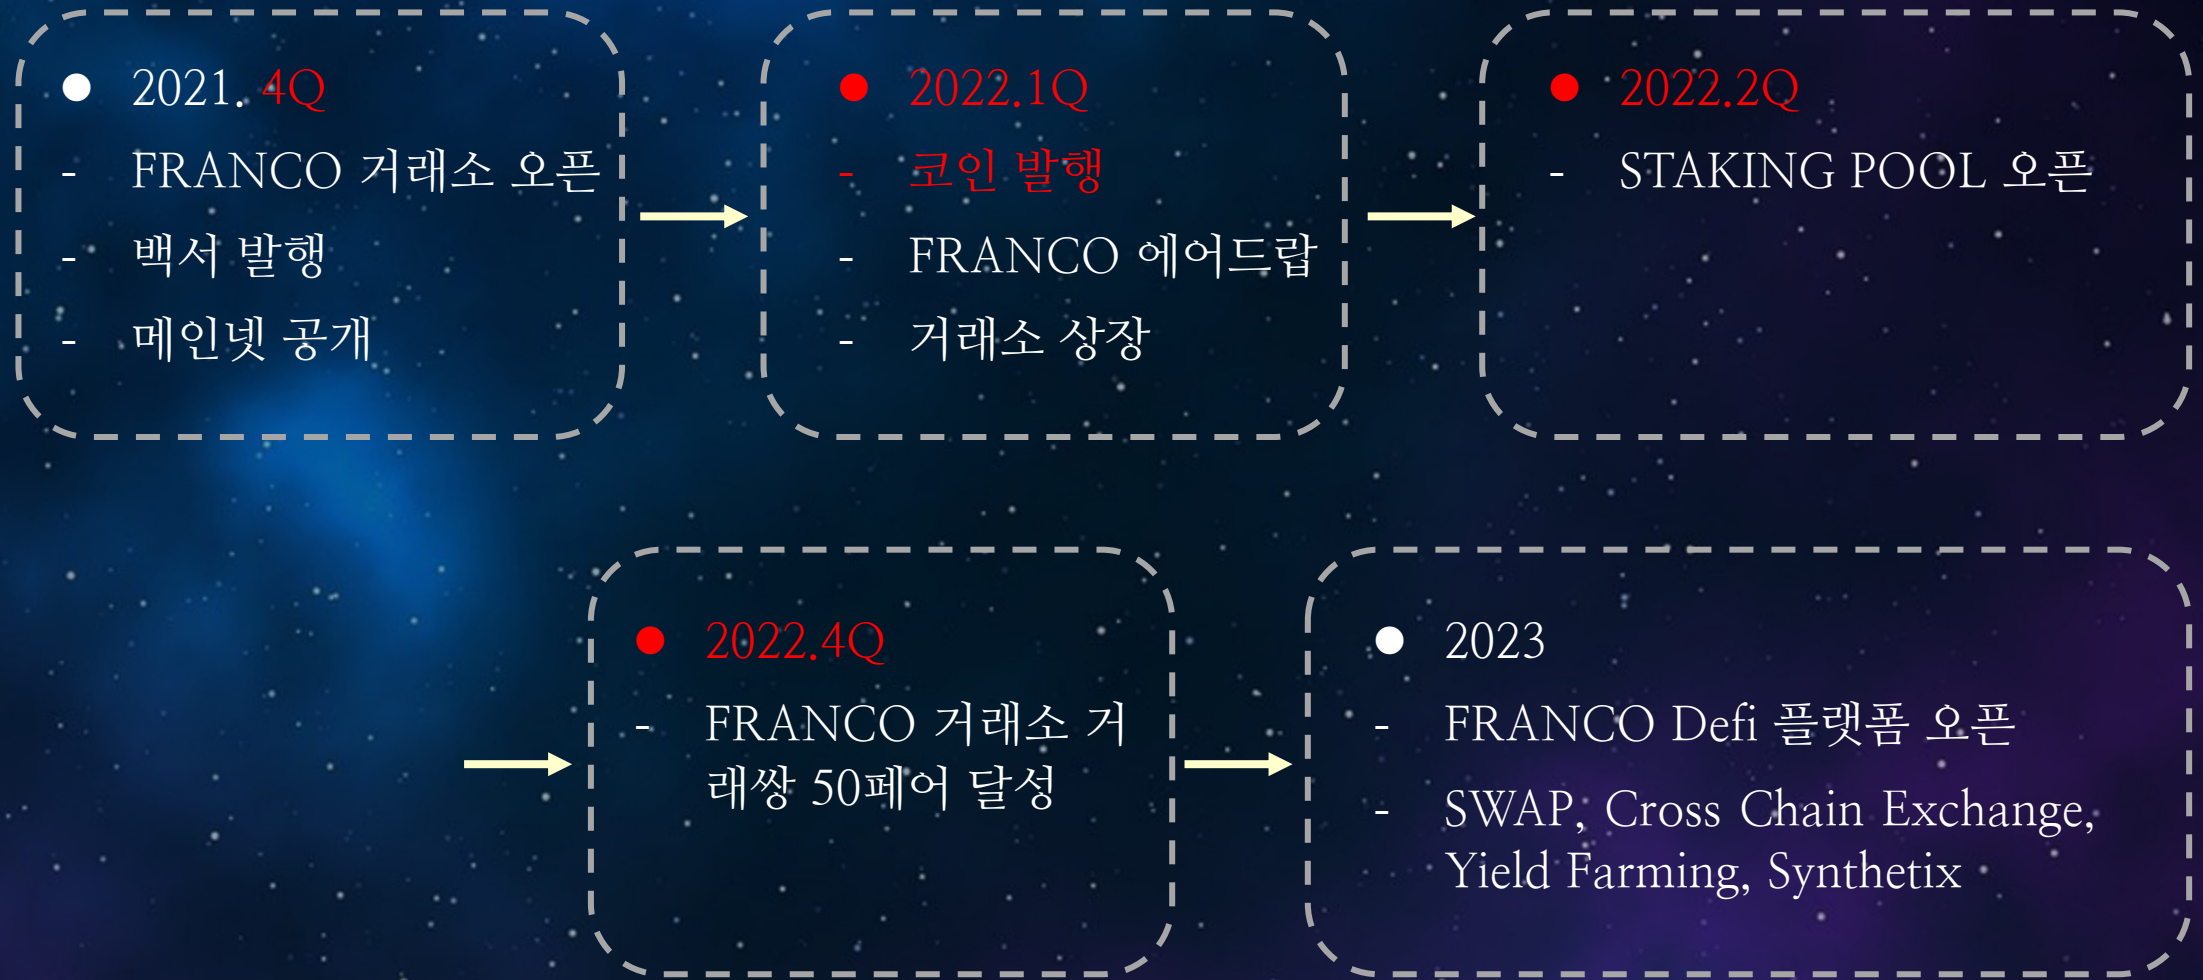 ● 2021. 4Q
- FRANCO 거래소 오픈
- 백서 발행
- 메인넷 공개
● 2022.1Q
- 코인 발행
- FRANCO 에어드랍
- 거래소 상장
● 2022.2Q
- STAKING POOL 오픈
● 2022.4Q
- FRANCO 거래소 거
래쌍 50페어 달성
● 2023
- FRANCO Defi 플랫폼 오픈
- SWAP, Cross Chain Exchange,
Yield Farming, Synthetix